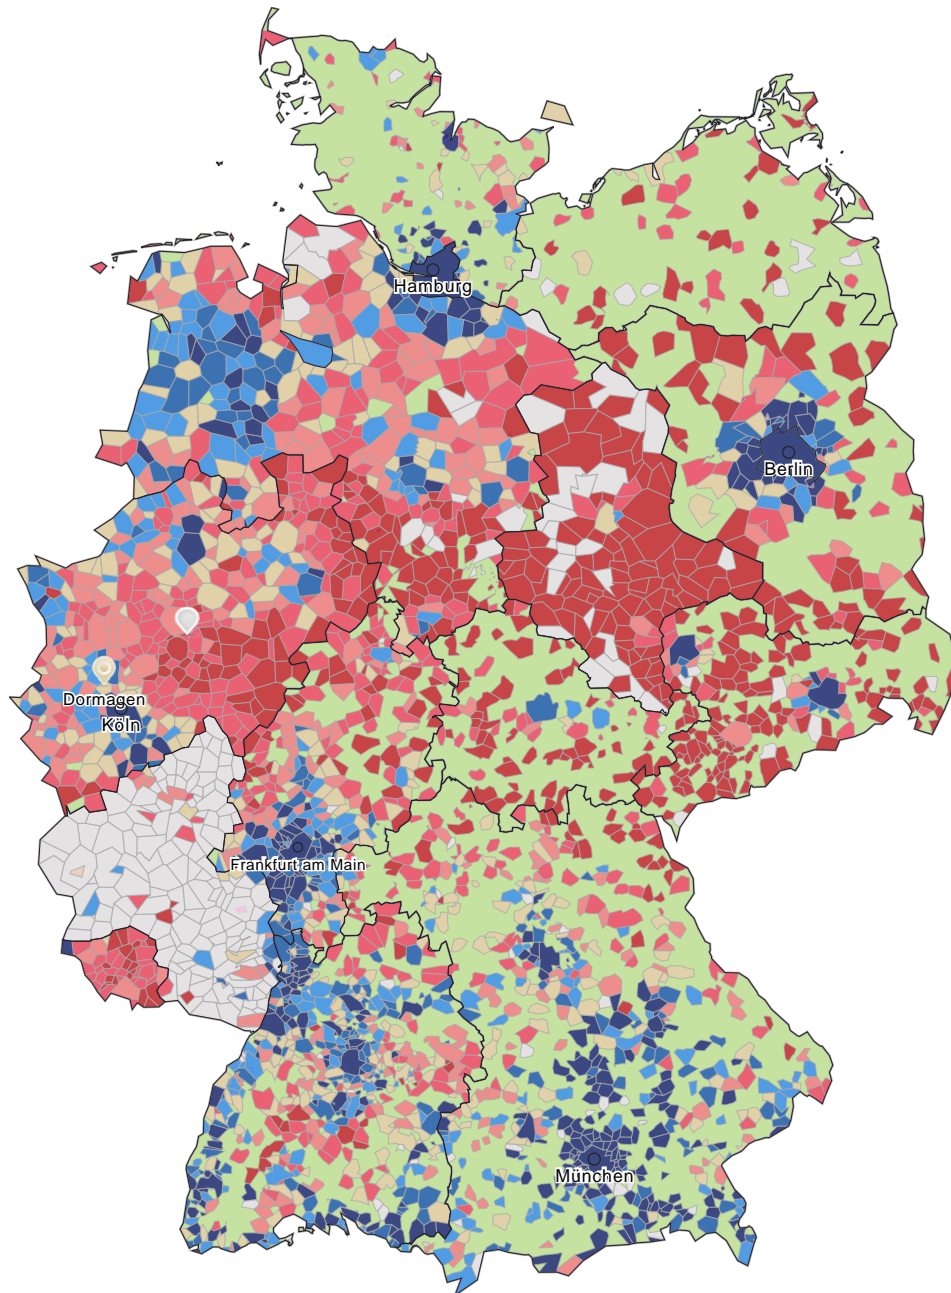 Hamburg
Berlin
Dormagen
Köln
Frankfurt am Main
München